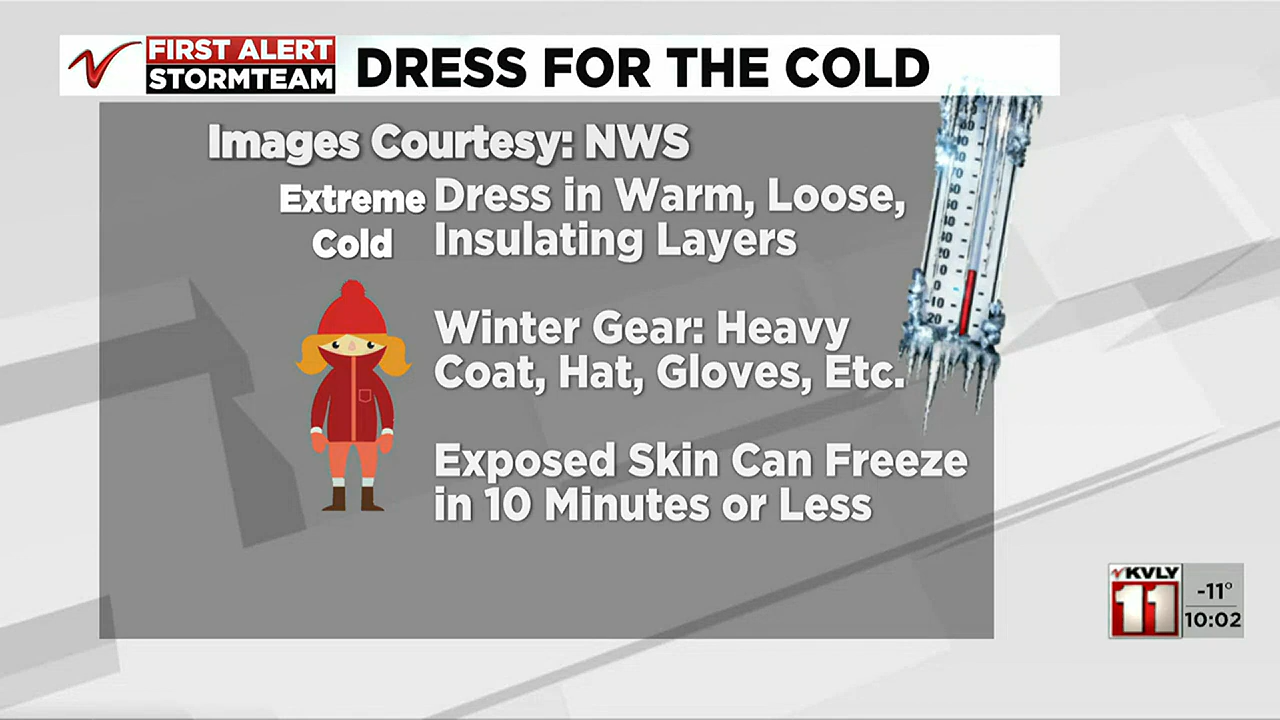 FIRST ALERT
STORMTEAM
DRESS FOR THE COLD
Images Courtesy: NWS
Extreme
Cold
Dress in Warm, Loose,
Insulating Layers
Winter Gear: Heavy
Coat, Hat, Gloves, Etc.
Exposed Skin Can Freeze
in 10 Minutes or Less
KVLY
11
-11°
10:02